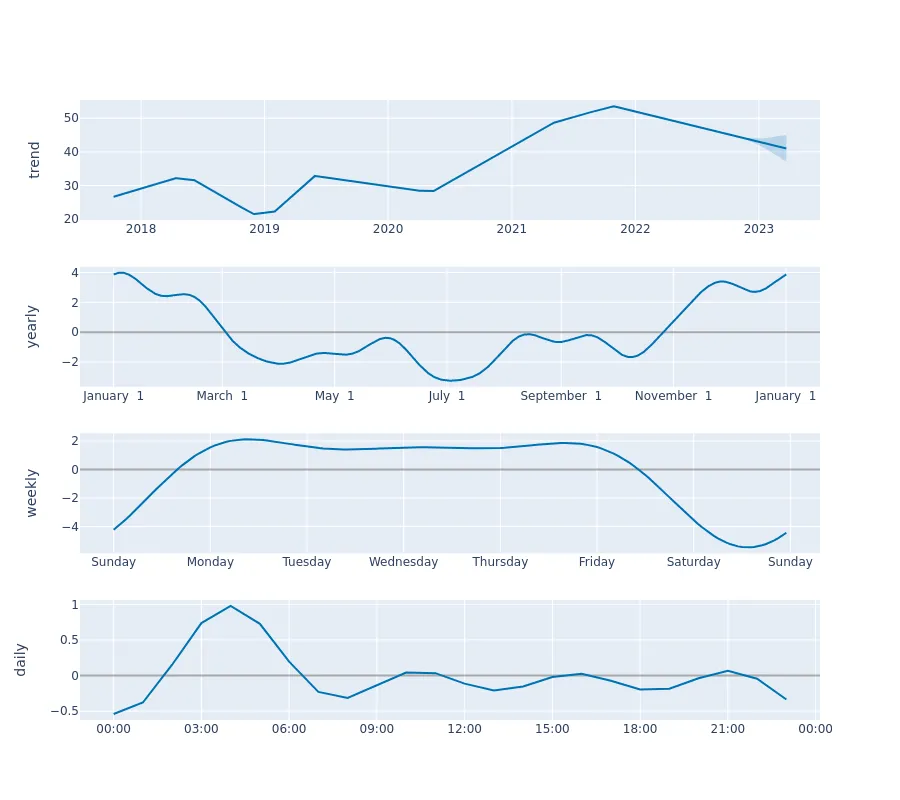 trend
50
40
30
20
2018 2019 2020 2021 2022 2023
yearly
4
2
0
−2
January 1 March 1 May 1 July 1 September 1 November 1 January 1
weekly
2
0
−2
−4
Sunday Monday Tuesday Wednesday Thursday Friday Saturday Sunday
daily
1
0.5
0
−0.5
00:00 03:00 06:00 09:00 12:00 15:00 18:00 21:00 00:00